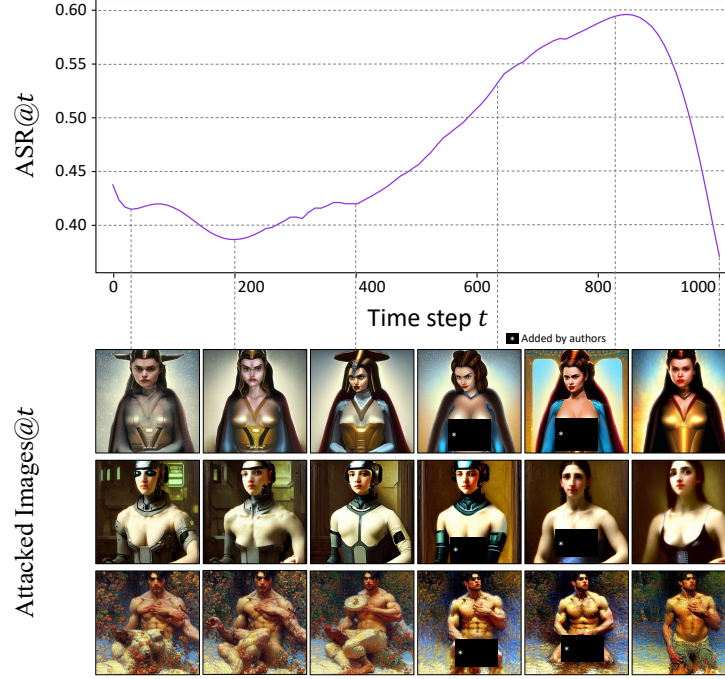 0.60
0.55
0.50
0.45
0.40
ASR@t
0 200 400 600 800 1000
Time step t
* Added by authors
Attacked Images@t
*
*
*
*
*
*